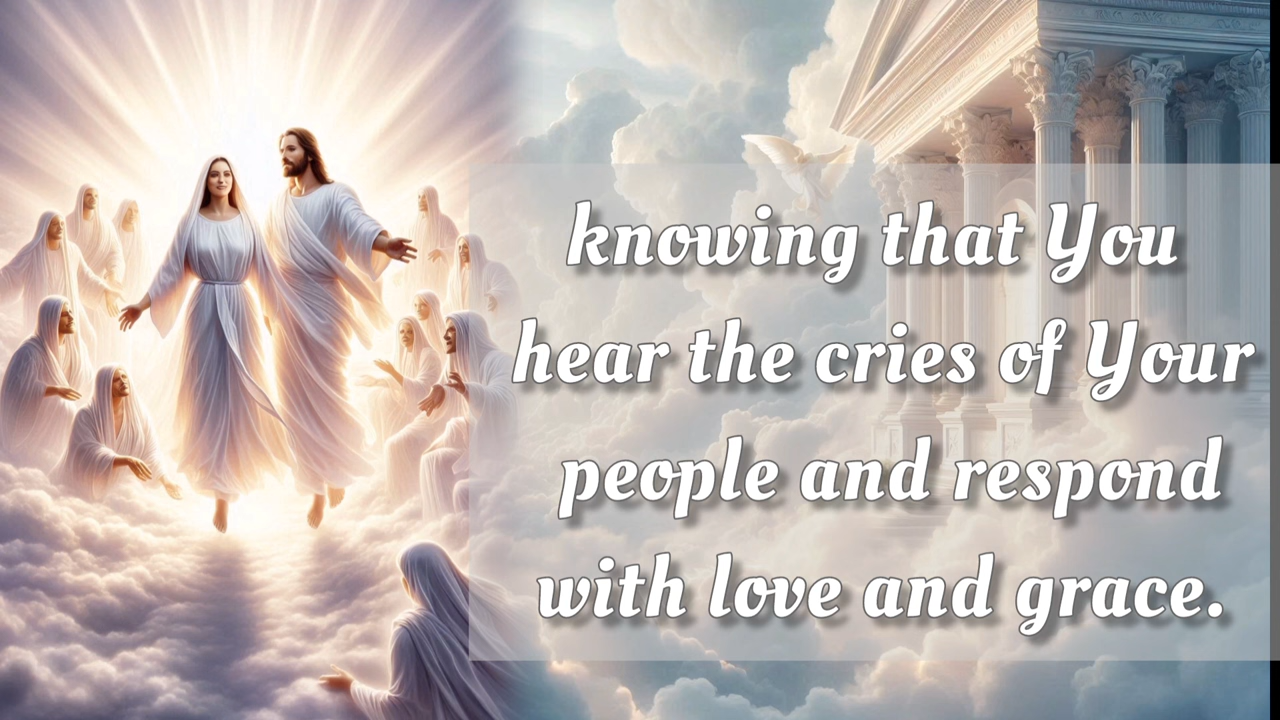 knowing that You
hear the cries of Your
people and respond
with love and grace.